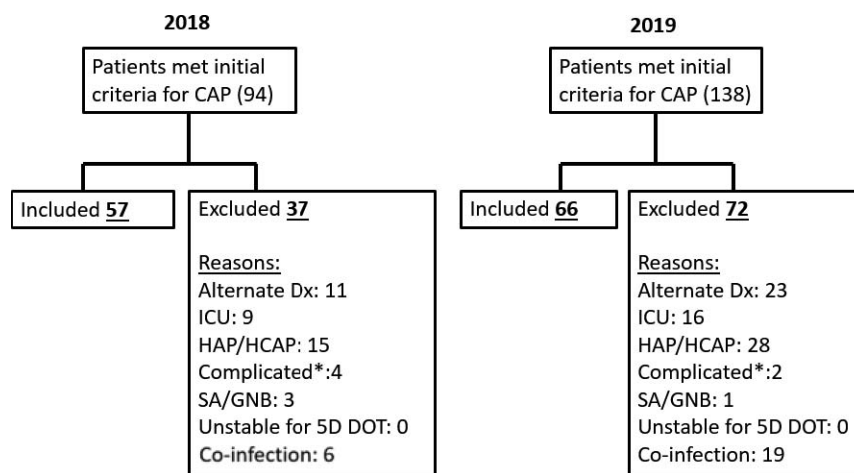 2018
Patients met initial
criteria for CAP (94)
Included 57
Excluded 37
Reasons:
Alternate Dx: 11
ICU: 9
HAP/HCAP: 15
Complicated*:4
SA/GNB: 3
Unstable for 5D DOT: 0
Co-infection: 6
2019
Patients met initial
criteria for CAP (138)
Included 66
Excluded 72
Reasons:
Alternate Dx: 23
ICU: 16
HAP/HCAP: 28
Complicated*:2
SA/GNB: 1
Unstable for 5D DOT: 0
Co-infection: 19